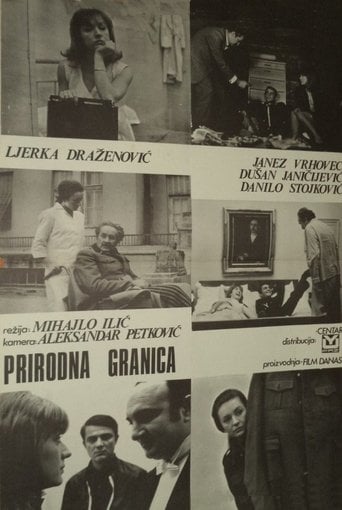 LJERKA DRAŽENOVIĆ
JANEZ VRHOVEC
DUŠAN JANIĆIJEVIĆ
DANILO STOJKOVIĆ
režija: MIHAJLO ILIĆ
kamera: ALEKSANDAR PETKOVIĆ
PRIRODNA GRANICA
distribucija: CENTAR
proizvodnja: FILM DANAS